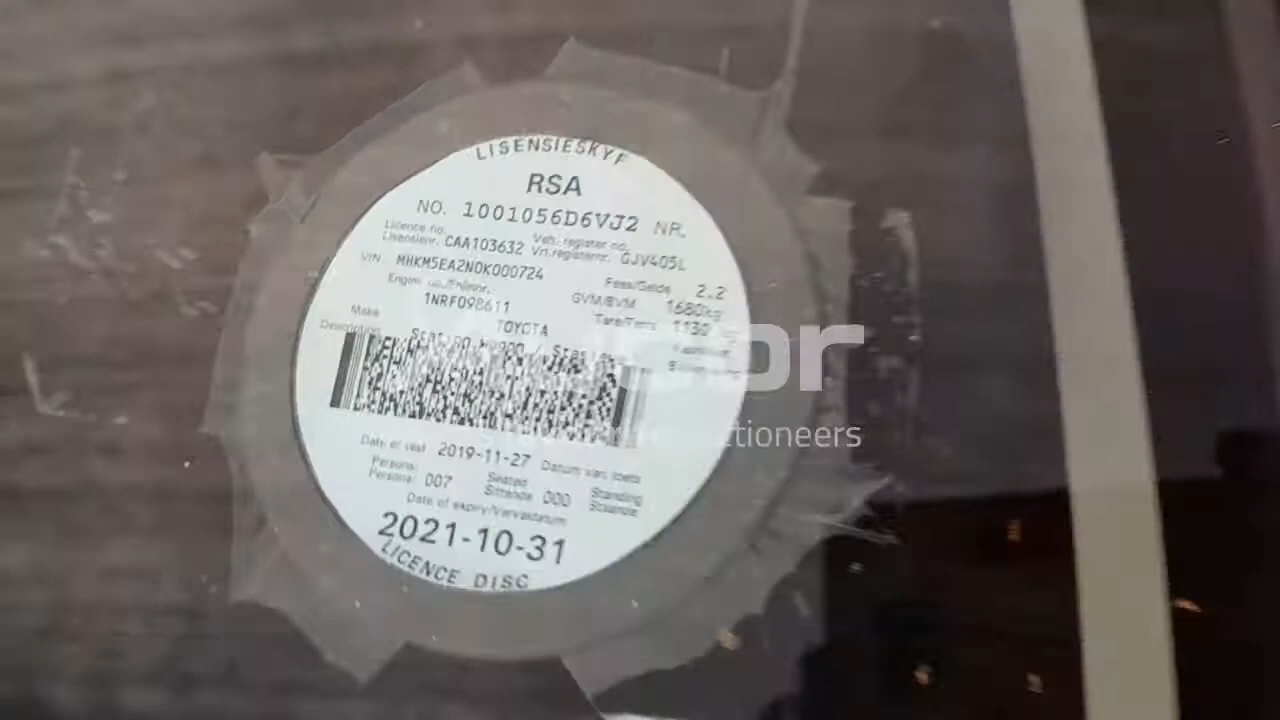 LISENSIESKYF
RSA
NO. 1001056D6VJ2 NR.
Licence no. Veh. register no.
Lisensienr. CAA103632 Vrt.registernr. GJV405L
VIN MHKM5EA2N0K000724
Fees/Gelde 2.2
Engine no./Enjinnr. GVM/BVM 1680kg
1NRF098611 Tare/Tarra 1130
Make TOYOTA
Description
Date of test 2019-11-27 Datum van toets
Persons: Seated Standing
Persone: 007 Sittende 000 Staande
Date of expiry/Vervaldatum
2021-10-31
LICENCE DISC
tioneers